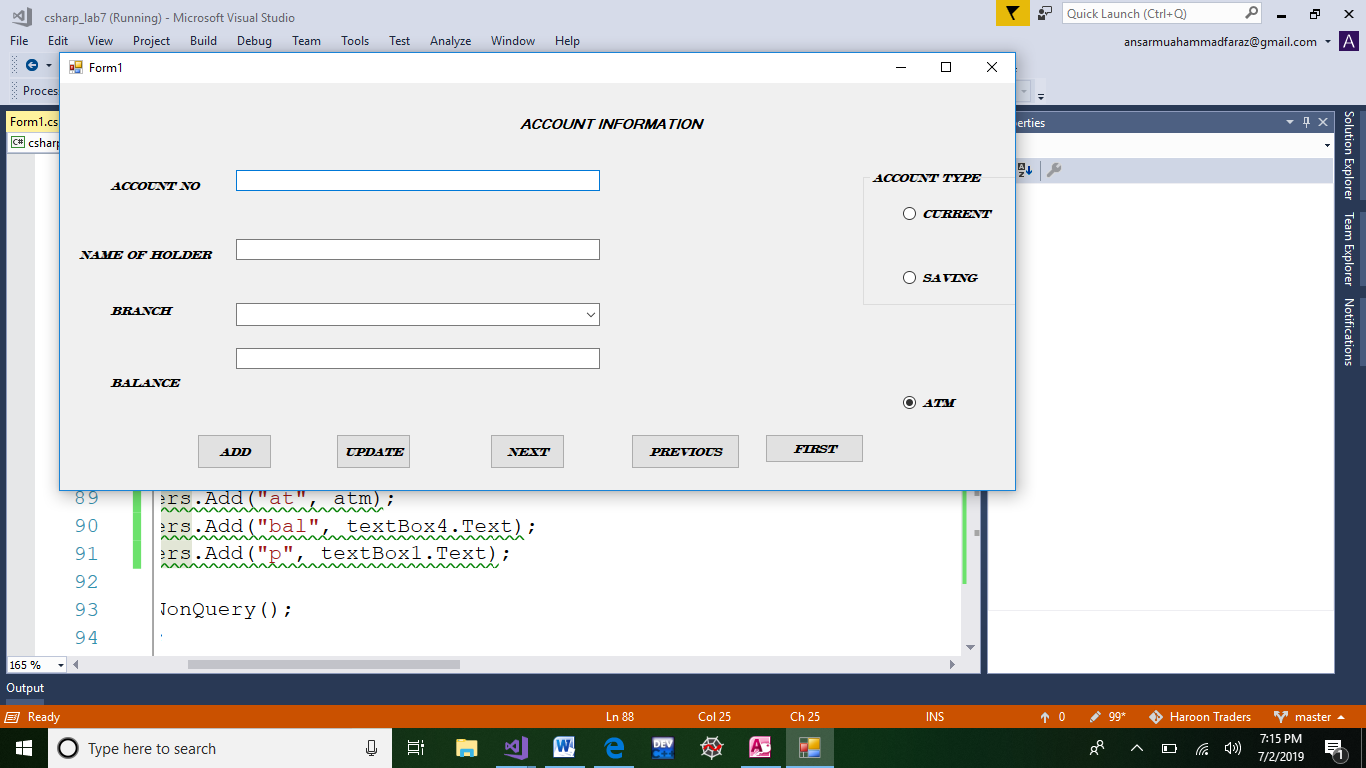 csharp_lab7 (Running) - Microsoft Visual Studio
Quick Launch (Ctrl+Q)
File Edit View Project Build Debug Team Tools Test Analyze Window Help
ansarmuahammadfaraz@gmail.com A
Form1
Proces
Form1.cs
csharp
erties
Solution Explorer
Team Explorer
Notifications
ACCOUNT INFORMATION
ACCOUNT NO
ACCOUNT TYPE
CURRENT
NAME OF HOLDER
SAVING
BRANCH
BALANCE
ATM
ADD UPDATE NEXT PREVIOUS FIRST
89 ers.Add("at", atm);
90 ers.Add("bal", textBox4.Text);
91 ers.Add("p", textBox1.Text);
92
93 NonQuery();
94
165 %
Output
Ready Ln 88 Col 25 Ch 25 INS 0 99* Haroon Traders master
Type here to search
7:15 PM
7/2/2019
1